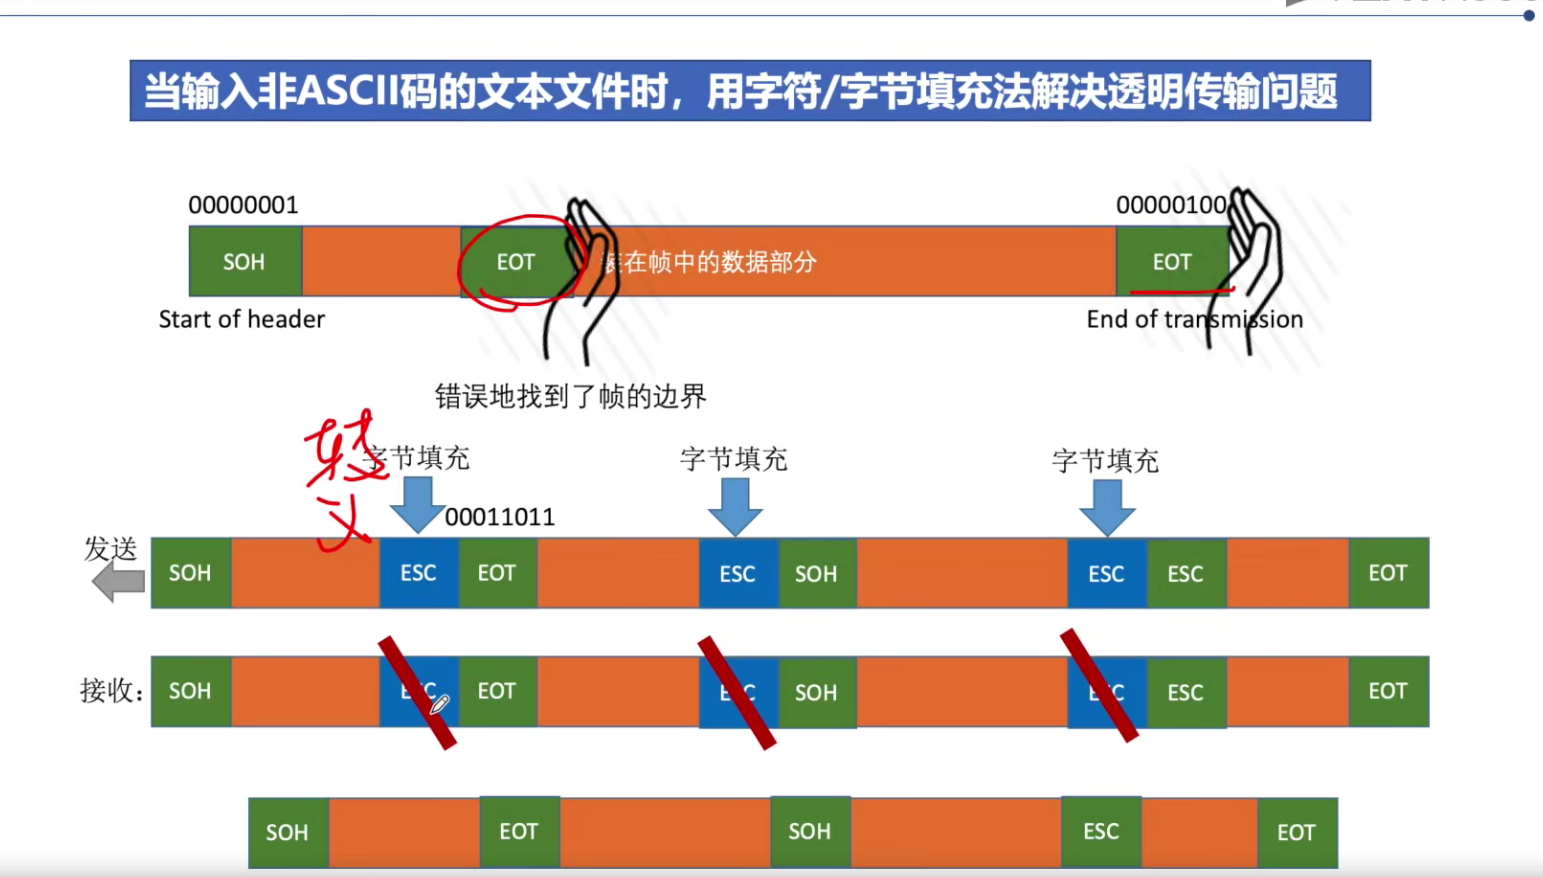 当输入非ASCII码的文本文件时，用字符/字节填充法解决透明传输问题
00000001
00000100
SOH
EOT
装在帧中的数据部分
EOT
Start of header
End of transmission
错误地找到了帧的边界
转义
字节填充
字节填充
字节填充
00011011
发送
SOH
ESC
EOT
ESC
SOH
ESC
ESC
EOT
接收：
SOH
ESC
EOT
ESC
SOH
ESC
ESC
EOT
SOH
EOT
SOH
ESC
EOT